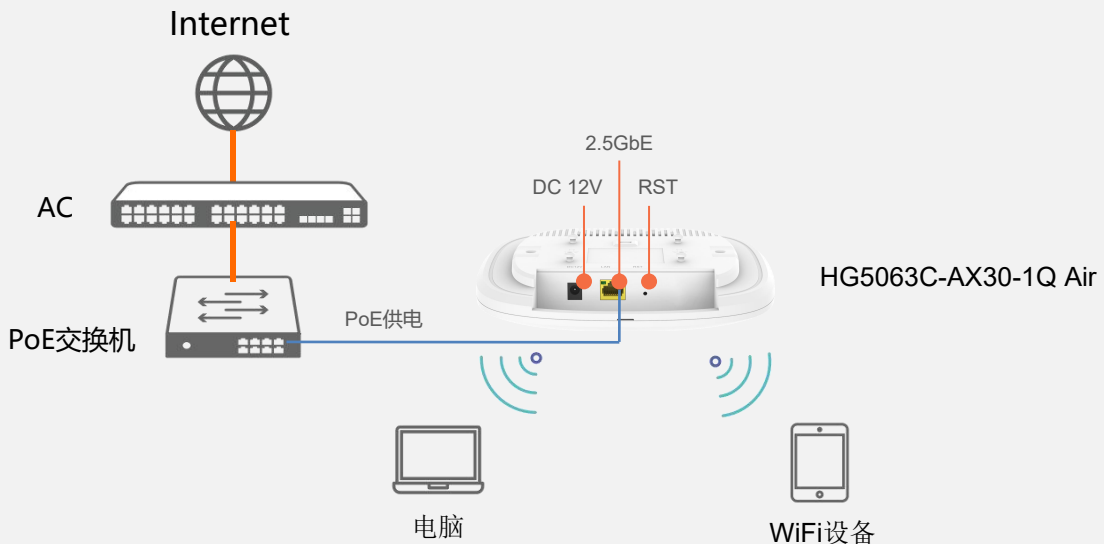 Internet
2.5GbE
DC 12V
RST
AC
HG5063C-AX30-1Q Air
PoE供电
PoE交换机
电脑
WiFi设备